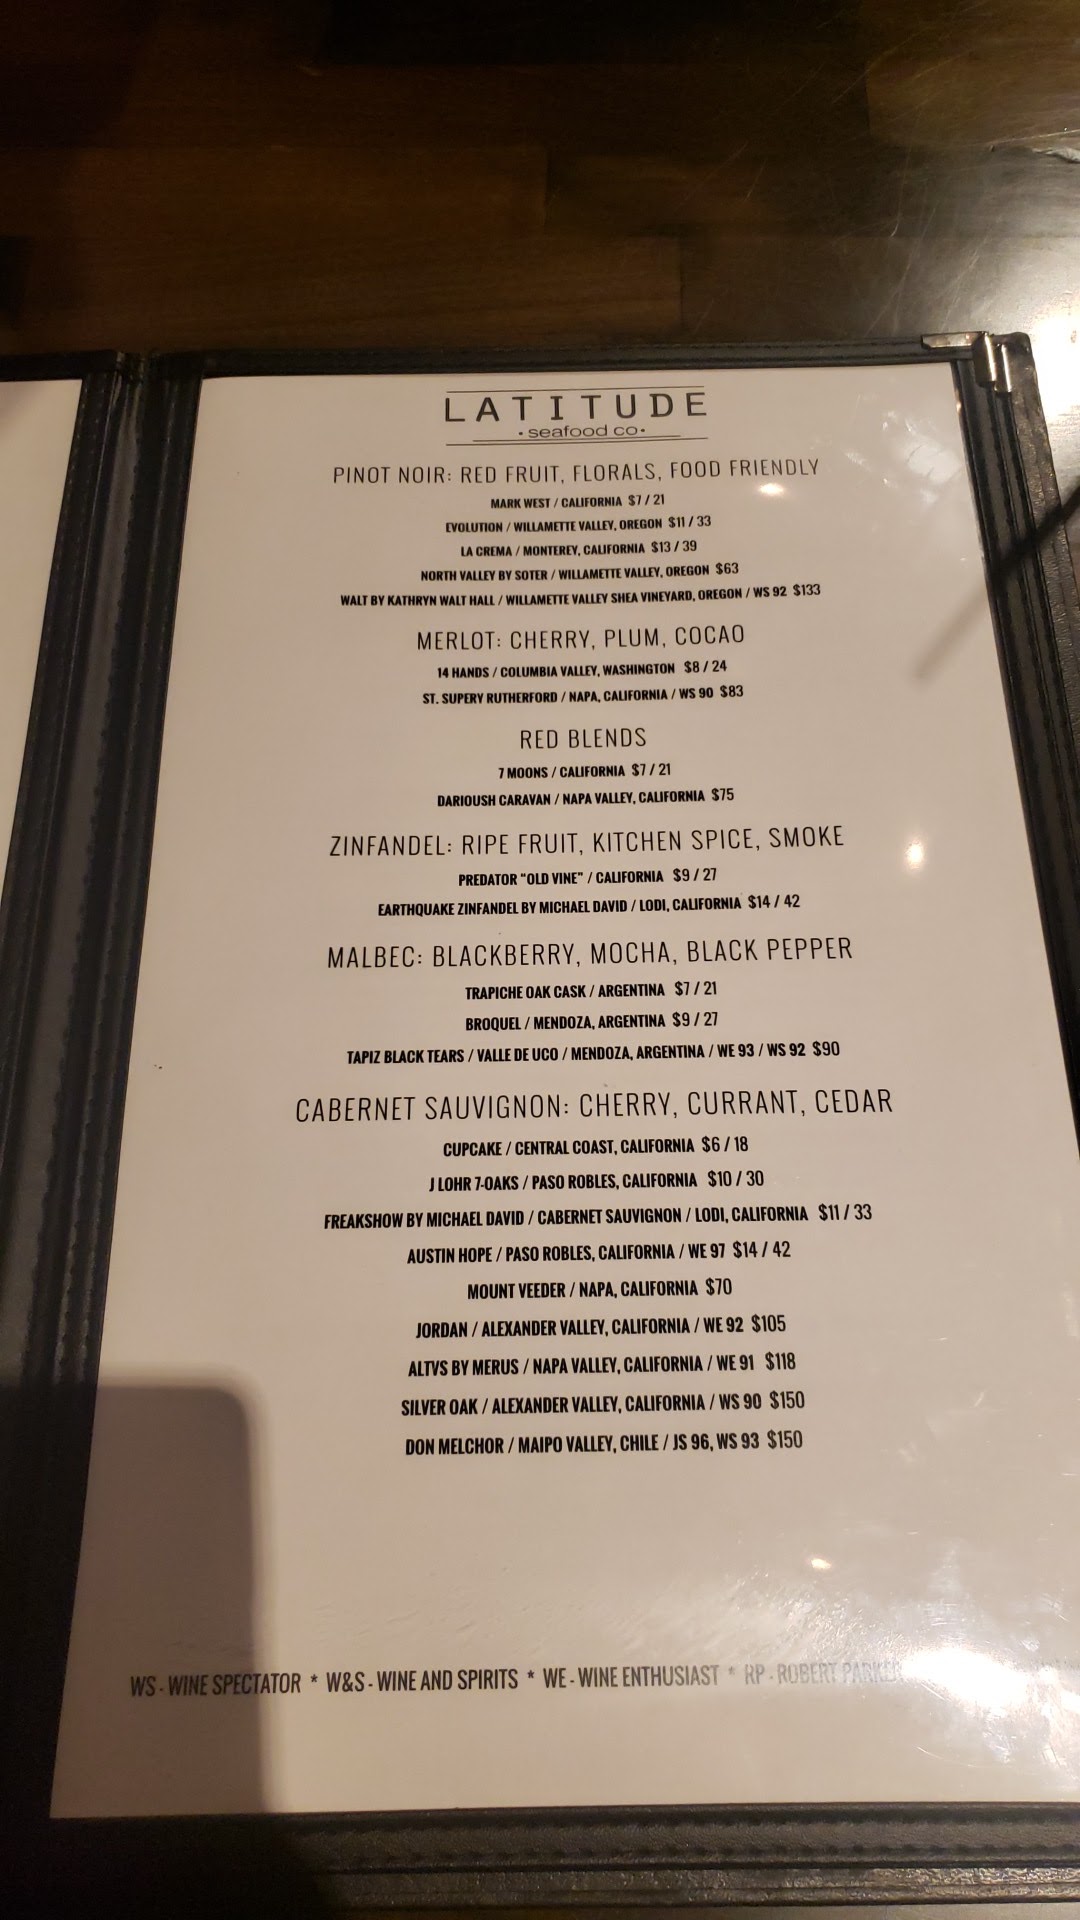 LATITUDE
• seafood co •
PINOT NOIR: RED FRUIT, FLORALS, FOOD FRIENDLY
MARK WEST / CALIFORNIA $7 / 21
EVOLUTION / WILLAMETTE VALLEY, OREGON $11 / 33
LA CREMA / MONTEREY, CALIFORNIA $13 / 39
NORTH VALLEY BY SOTER / WILLAMETTE VALLEY, OREGON $63
WALT BY KATHRYN WALT HALL / WILLAMETTE VALLEY SHEA VINEYARD, OREGON / WS 92 $133
MERLOT: CHERRY, PLUM, COCAO
14 HANDS / COLUMBIA VALLEY, WASHINGTON $8 / 24
ST. SUPERY RUTHERFORD / NAPA, CALIFORNIA / WS 90 $83
RED BLENDS
7 MOONS / CALIFORNIA $7 / 21
DARIOUSH CARAVAN / NAPA VALLEY, CALIFORNIA $75
ZINFANDEL: RIPE FRUIT, KITCHEN SPICE, SMOKE
PREDATOR "OLD VINE" / CALIFORNIA $9 / 27
EARTHQUAKE ZINFANDEL BY MICHAEL DAVID / LODI, CALIFORNIA $14 / 42
MALBEC: BLACKBERRY, MOCHA, BLACK PEPPER
TRAPICHE OAK CASK / ARGENTINA $7 / 21
BROQUEL / MENDOZA, ARGENTINA $9 / 27
TAPIZ BLACK TEARS / VALLE DE UCO / MENDOZA, ARGENTINA / WE 93 / WS 92 $90
CABERNET SAUVIGNON: CHERRY, CURRANT, CEDAR
CUPCAKE / CENTRAL COAST, CALIFORNIA $6 / 18
J LOHR 7-OAKS / PASO ROBLES, CALIFORNIA $10 / 30
FREAKSHOW BY MICHAEL DAVID / CABERNET SAUVIGNON / LODI, CALIFORNIA $11 / 33
AUSTIN HOPE / PASO ROBLES, CALIFORNIA / WE 97 $14 / 42
MOUNT VEEDER / NAPA, CALIFORNIA $70
JORDAN / ALEXANDER VALLEY, CALIFORNIA / WE 92 $105
ALTVS BY MERUS / NAPA VALLEY, CALIFORNIA / WE 91 $118
SILVER OAK / ALEXANDER VALLEY, CALIFORNIA / WS 90 $150
DON MELCHOR / MAIPO VALLEY, CHILE / JS 96, WS 93 $150
WS - WINE SPECTATOR * W&S - WINE AND SPIRITS * WE - WINE ENTHUSIAST * RP - ROBERT PARKER